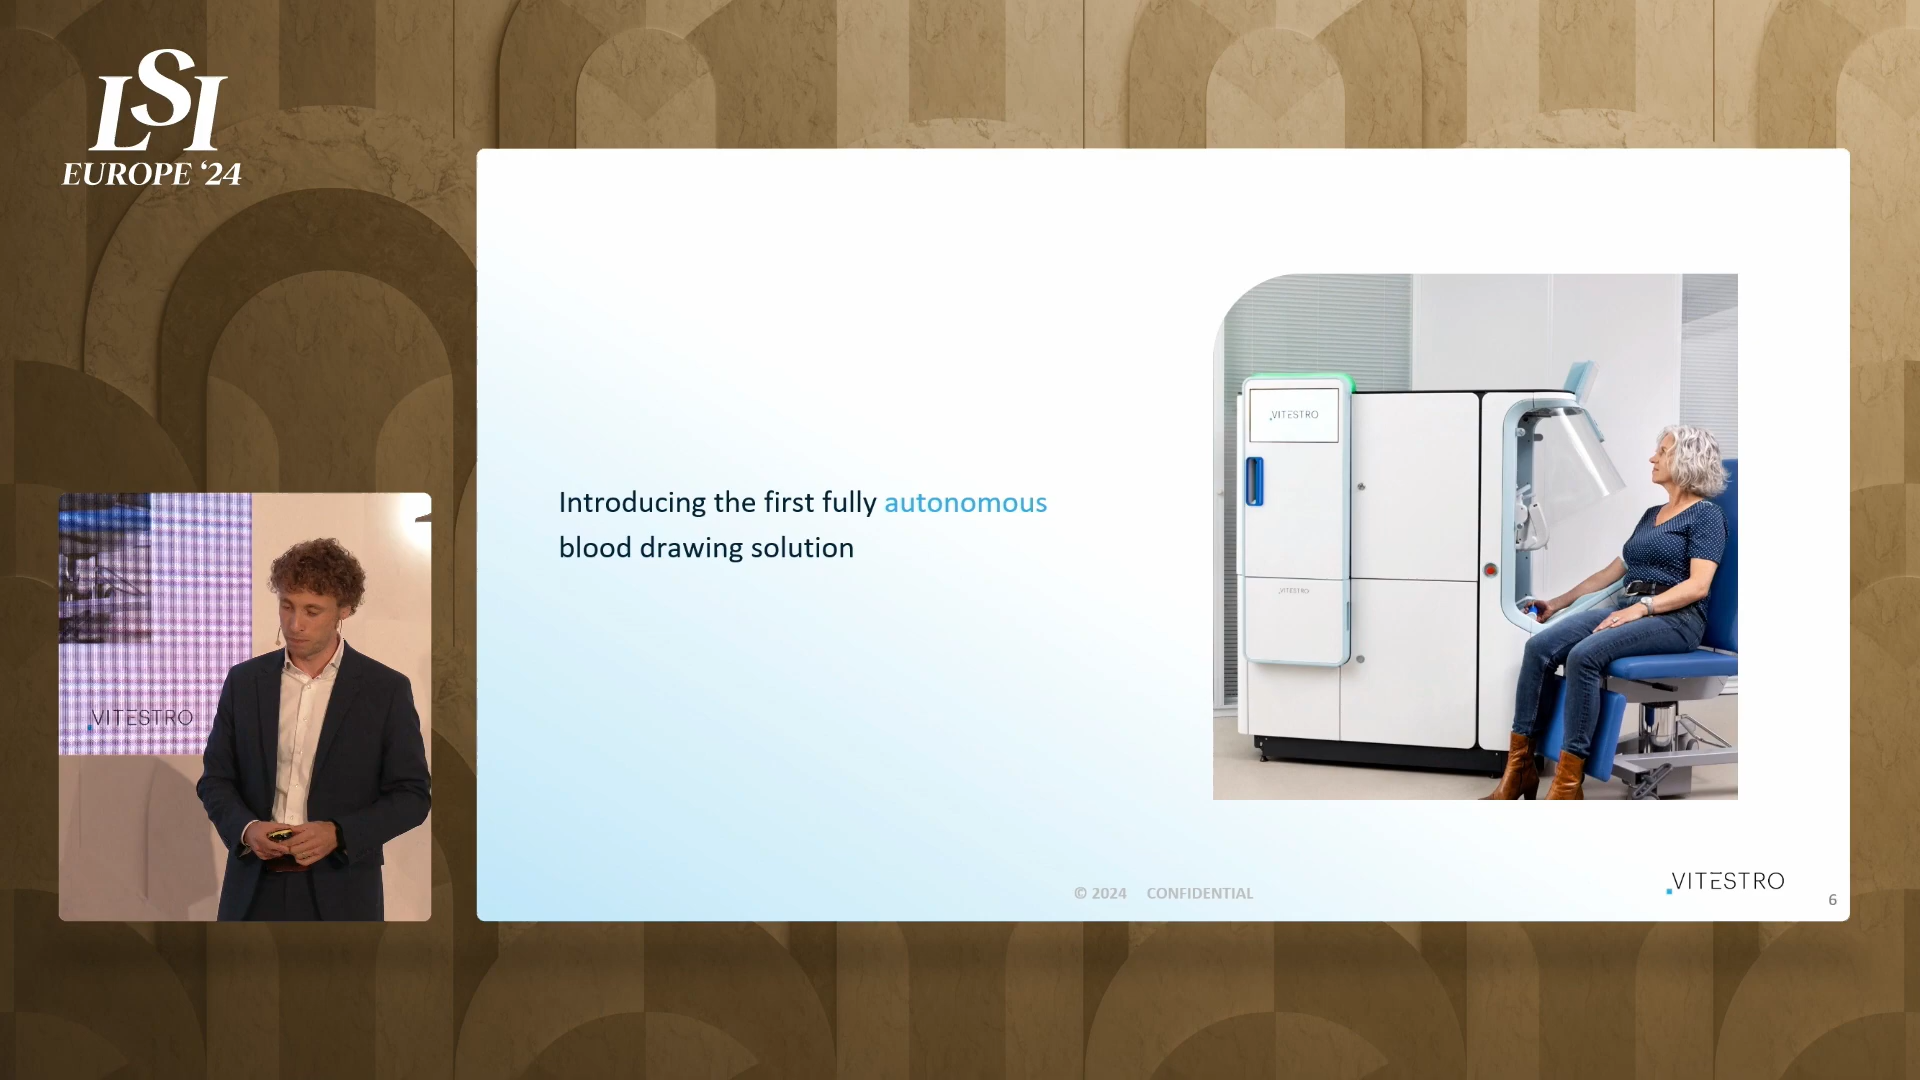 LSI
EUROPE ‘24
Introducing the first fully autonomous
blood drawing solution
VITESTRO
VITESTRO
VITESTRO
© 2024 CONFIDENTIAL
VITESTRO
6